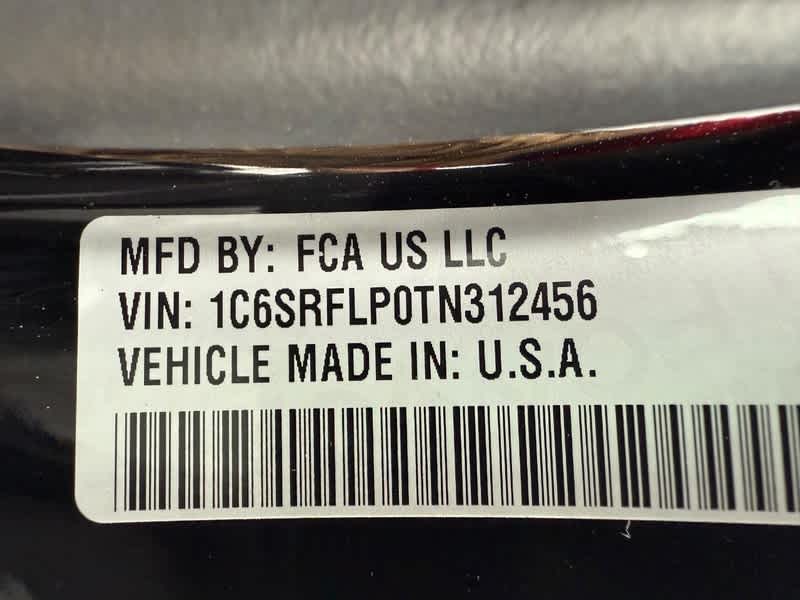 MFD BY: FCA US LLC
VIN: 1C6SRFLP0TN312456
VEHICLE MADE IN: U.S.A.